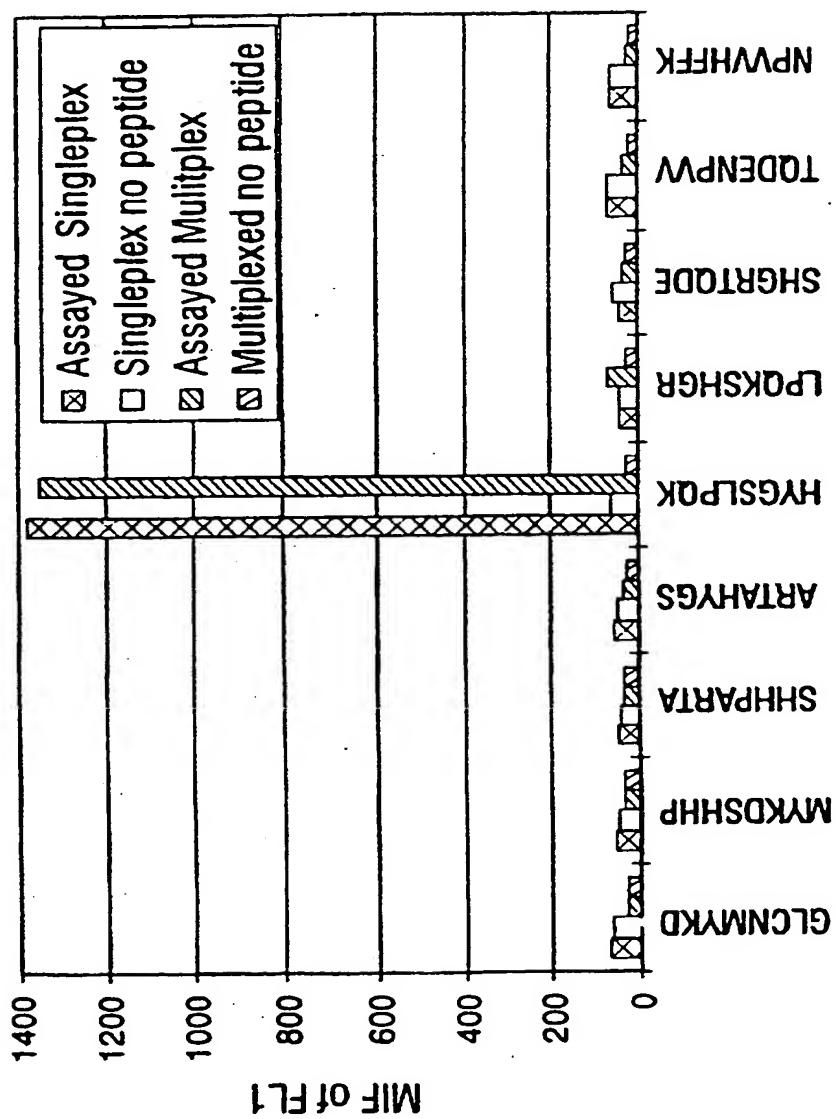 MIF of FL1
1400
1200
1000
800
600
400
200
0
Assayed Singleplex
Singleplex no peptide
Assayed Mulitplex
Multiplexed no peptide
GLCNMYKD
MYKDSHHP
SHHPARTA
ARTAHYGS
HYGSLPQK
LPQKSHGR
SHGRTQDE
TQDENPVV
NPVVHFFK